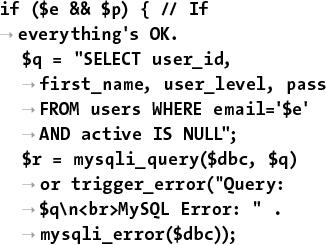 if ($e && $p) { // If
→ everything's OK.
$q = "SELECT user_id,
→ first_name, user_level, pass
→ FROM users WHERE email='$e'
→ AND active IS NULL";
$r = mysqli_query($dbc, $q)
→ or trigger_error("Query:
→ $q\n<br>MySQL Error: " .
→ mysqli_error($dbc));